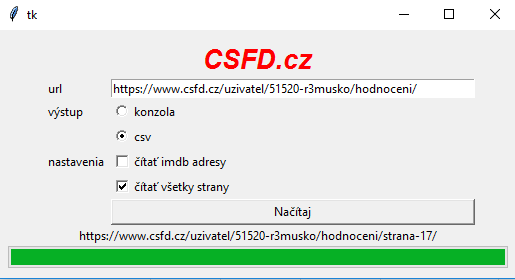 tk
CSFD.cz
url https://www.csfd.cz/uzivatel/51520-r3musko/hodnoceni/
výstup konzola
csv
nastavenia čítať imdb adresy
čítať všetky strany
Načítaj
https://www.csfd.cz/uzivatel/51520-r3musko/hodnoceni/strana-17/